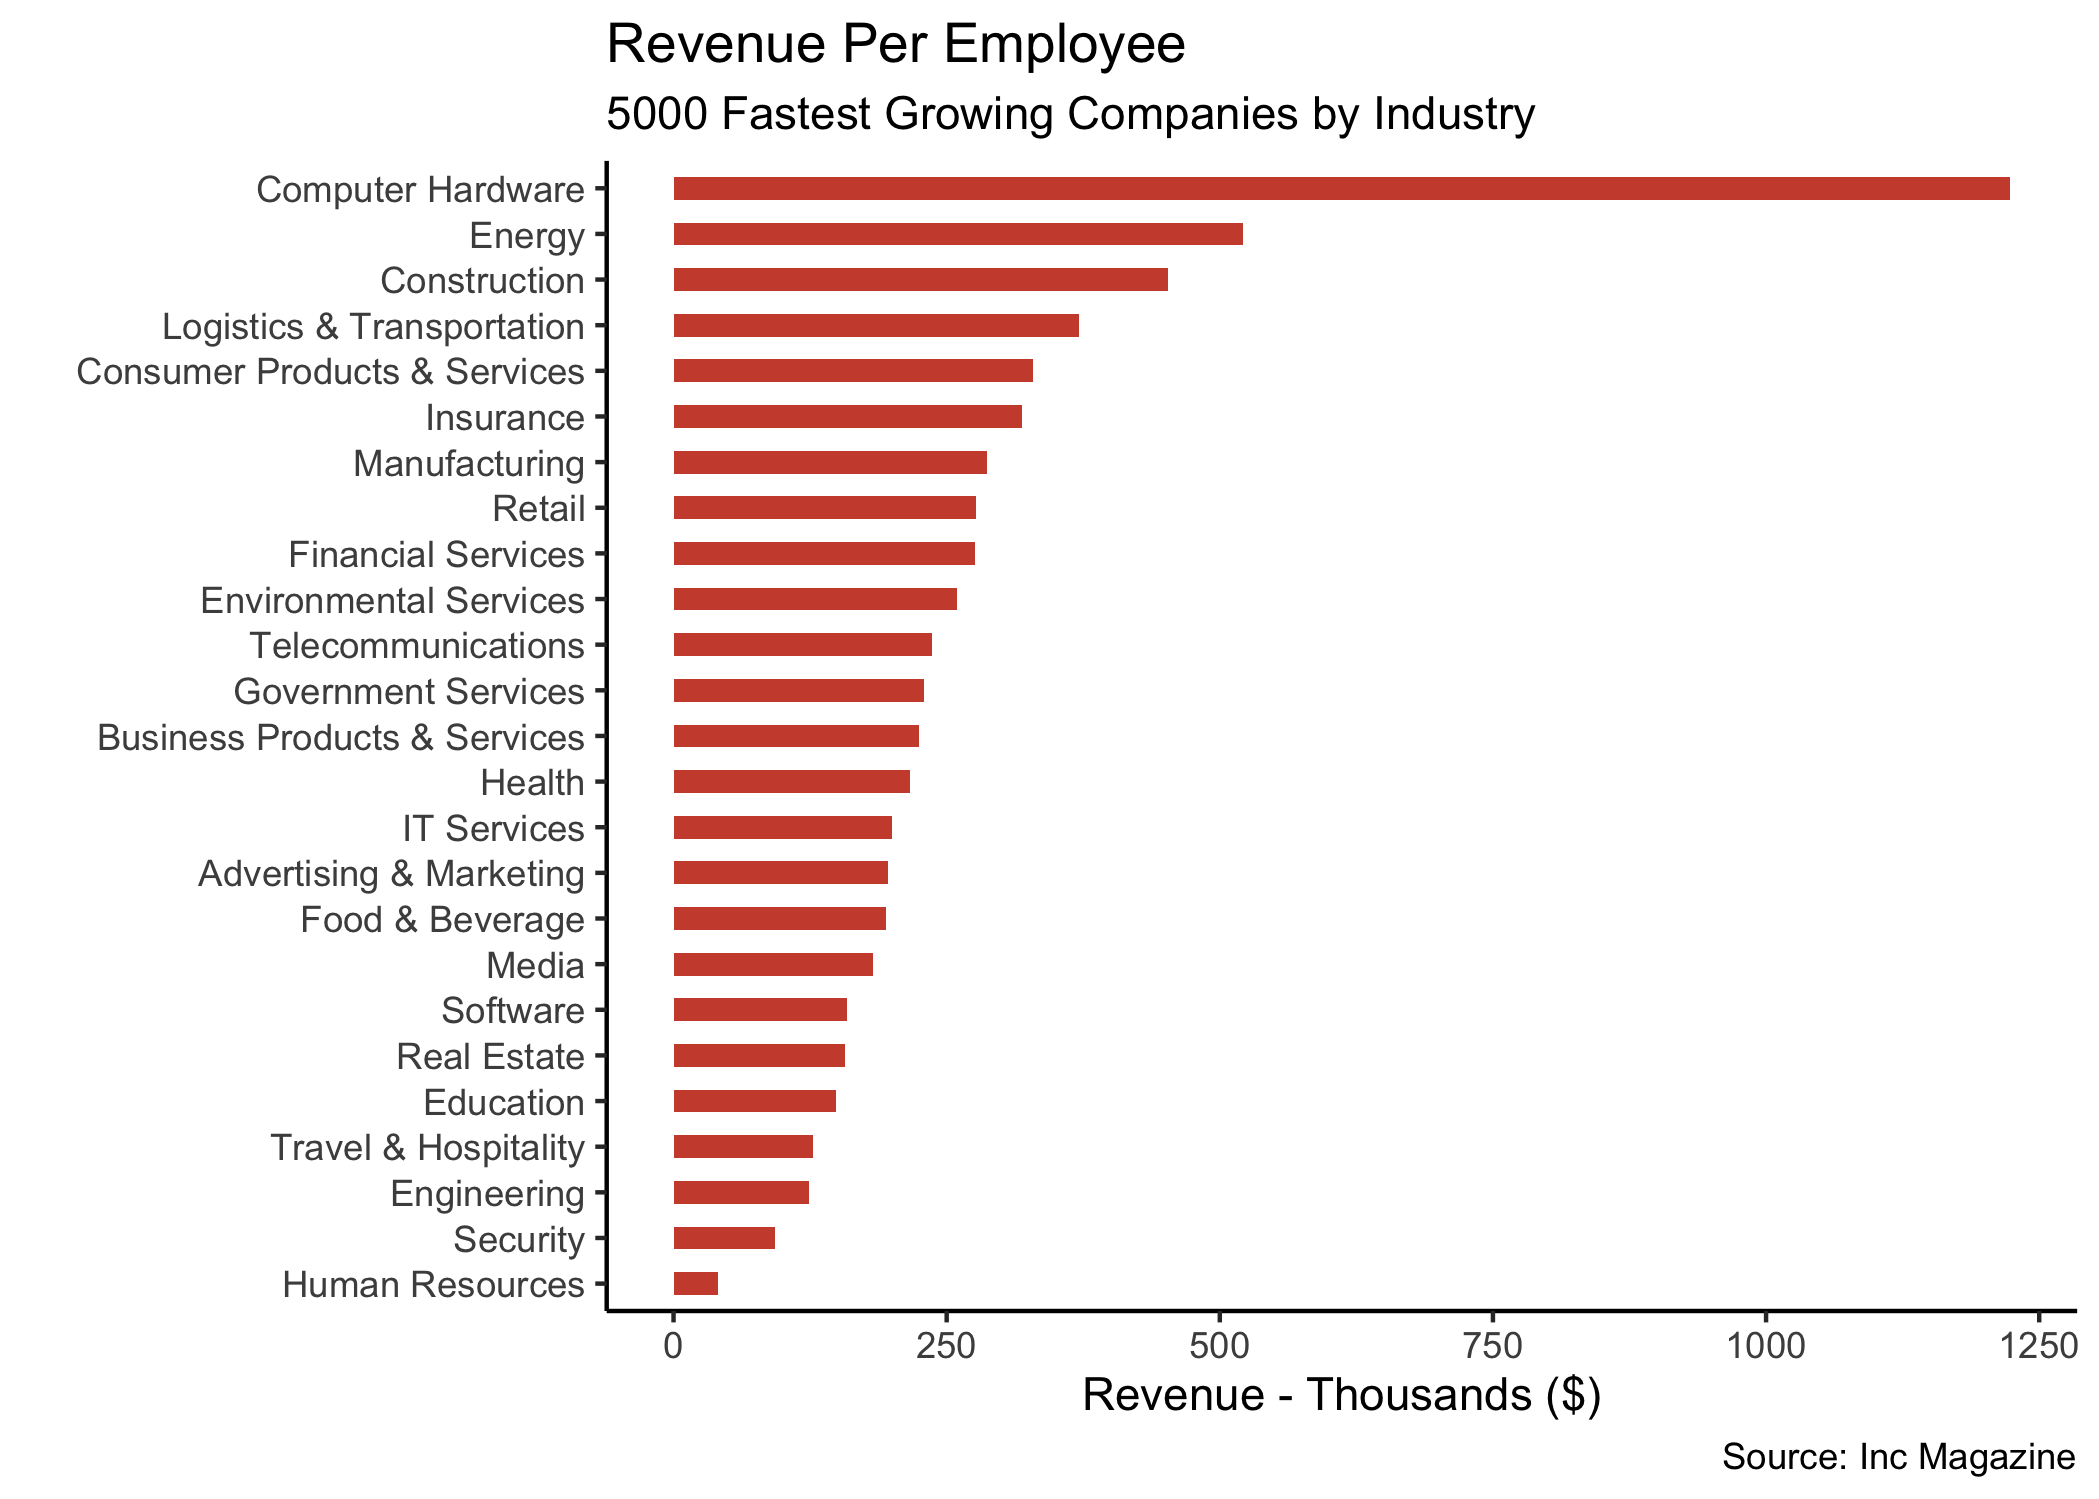 Revenue Per Employee
5000 Fastest Growing Companies by Industry
Computer Hardware
Energy
Construction
Logistics & Transportation
Consumer Products & Services
Insurance
Manufacturing
Retail
Financial Services
Environmental Services
Telecommunications
Government Services
Business Products & Services
Health
IT Services
Advertising & Marketing
Food & Beverage
Media
Software
Real Estate
Education
Travel & Hospitality
Engineering
Security
Human Resources
0 250 500 750 1000 1250
Revenue - Thousands ($)
Source: Inc Magazine